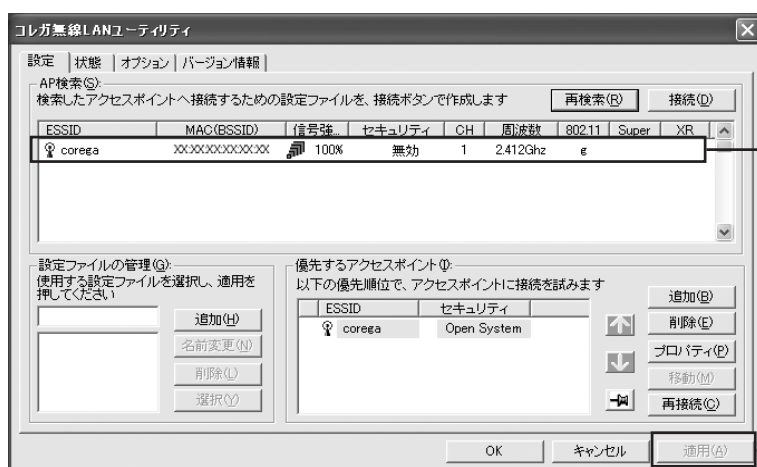 コレガ無線LANユーティリティ
設定 状態 オプション バージョン情報
AP検索(S):
検索したアクセスポイントへ接続するための設定ファイルを、接続ボタンで作成します 再検索(R) 接続(D)
ESSID MAC(BSSID) 信号強... セキュリティ CH 周波数 802.11 Super XR
corega XX:XX:XX:XX:XX:XX 100% 無効 1 2.412Ghz g
設定ファイルの管理(G):
使用する設定ファイルを選択し、適用を
押してください
追加(H)
名前変更(N)
削除(L)
選択(Y)
優先するアクセスポイント(I):
以下の優先順位で、アクセスポイントに接続を試みます
ESSID セキュリティ
corega Open System
追加(B)
削除(E)
プロパティ(P)
移動(M)
再接続(C)
OK キャンセル 適用(A)